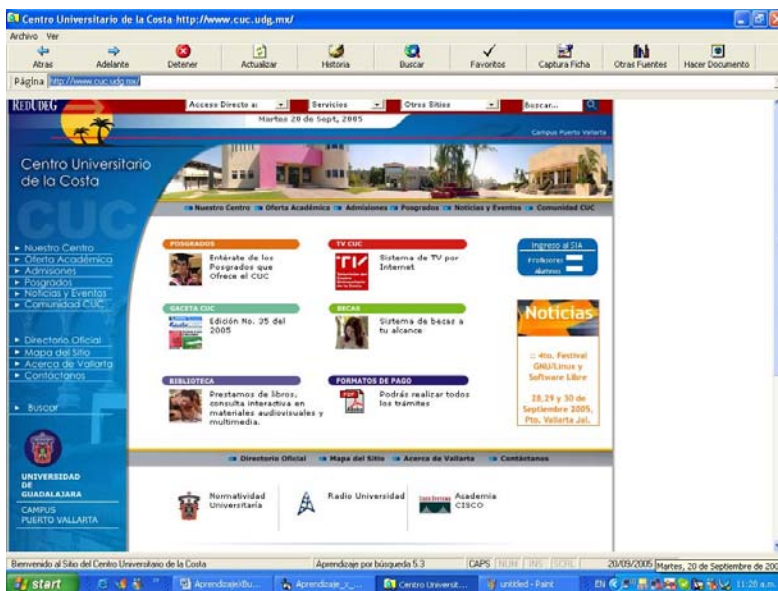 Centro Universitario de la Costa http://www.cuc.udg.mx/
Archivo Ver
Atras Adelante Detener Actualizar Historia Buscar Favoritos Captura Ficha Otras Fuentes Hacer Documento
Página http://www.cuc.udg.mx/
REDUDEG Acceso Directo a: Servicios Otros Sitios Buscar...
Martes 20 de Sept, 2005
Campus Puerto Vallarta
Centro Universitario
de la Costa
CUC
Nuestro Centro Oferta Académica Admisiones Posgrados Noticias y Eventos Comunidad CUC
Nuestro Centro
Oferta Académica
Admisiones
Posgrados
Noticias y Eventos
Comunidad CUC
Directorio Oficial
Mapa del Sitio
Acerca de Vallarta
Contáctanos
Buscar
UNIVERSIDAD
DE
GUADALAJARA
CAMPUS
PUERTO VALLARTA
POSGRADOS
Entérate de los
Posgrados que
Ofrece el CUC
TV CUC
Sistema de TV por
Internet
GACETA CUC
Edición No. 35 del
2005
BECAS
Sistema de becas a
tu alcance
BIBLIOTECA
Prestamos de libros,
consulta interactiva en
materiales audiovisuales y
multimedia.
FORMATOS DE PAGO
PDF
Podrás realizar todos
los trámites
Ingreso al SIA
Profesores
Alumnos
Noticias
:: 4to. Festival
GNU/Linux y
Software Libre
28,29 y 30 de
Septiembre 2005,
Pto. Vallarta Jal.
Directorio Oficial Mapa del Sitio Acerca de Vallarta Contáctanos
Normatividad
Universitaria
Radio Universidad
Academia
CISCO
Bienvenido al Sitio del Centro Universitario de la Costa Aprendizaje por búsqueda 5.3 CAPS NUM INS SCRL 20/09/2005
Martes, 20 de Septiembre de 200
start Aprendizaje\Bu... Aprendizaje_x_... Centro Universit... untitled - Paint EN 11:28 a.m.